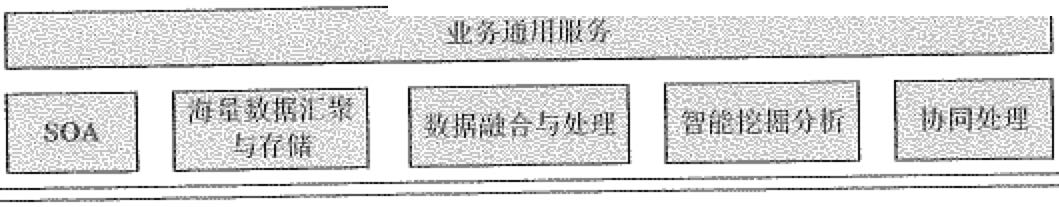 业务通用服务
SOA
海量数据汇聚
与存储
数据融合与处理
智能挖掘分析
协同处理